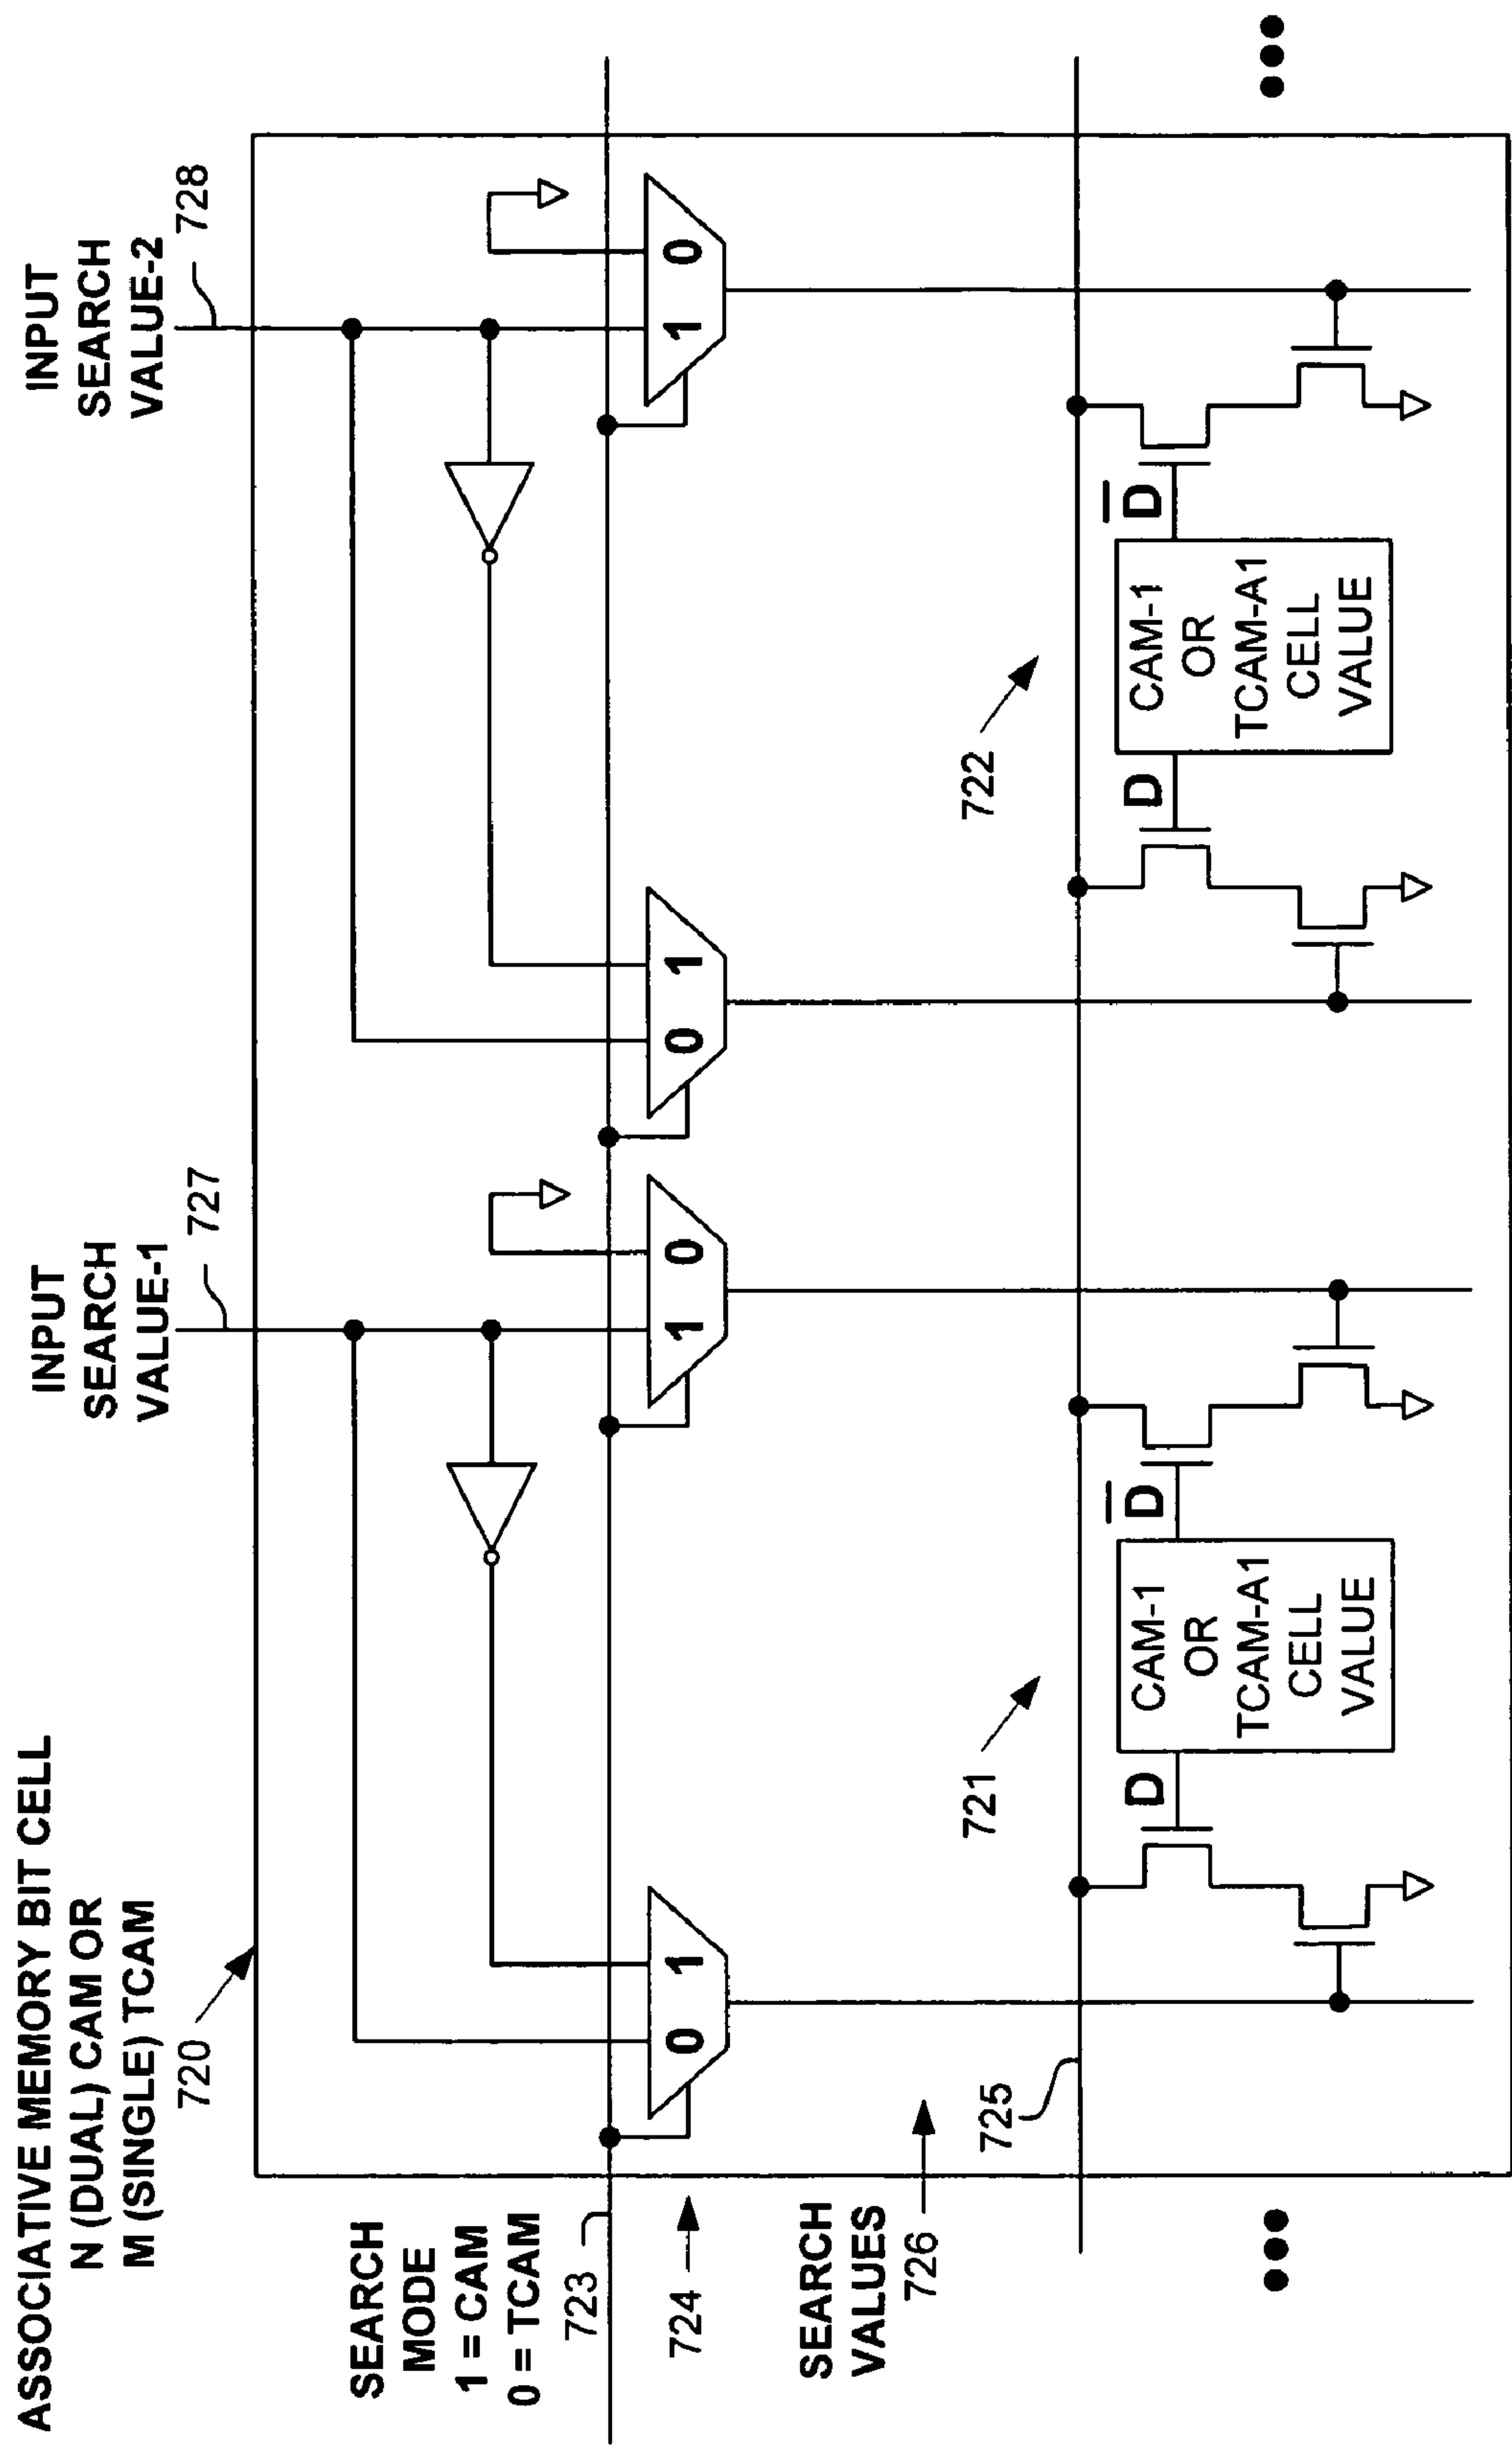 ASSOCIATIVE MEMORY BIT CELL
N (DUAL) CAM OR
M (SINGLE) TCAM
720
INPUT
SEARCH
VALUE-1
727
INPUT
SEARCH
VALUE-2
728
SEARCH
MODE
1 = CAM
0 = TCAM
723
724
0 1
1 0
0 1
1 0
SEARCH
VALUES
726
725
721
722
D
CAM-1
OR
TCAM-A1
CELL
VALUE
D̅
D
CAM-1
OR
TCAM-A1
CELL
VALUE
D̅